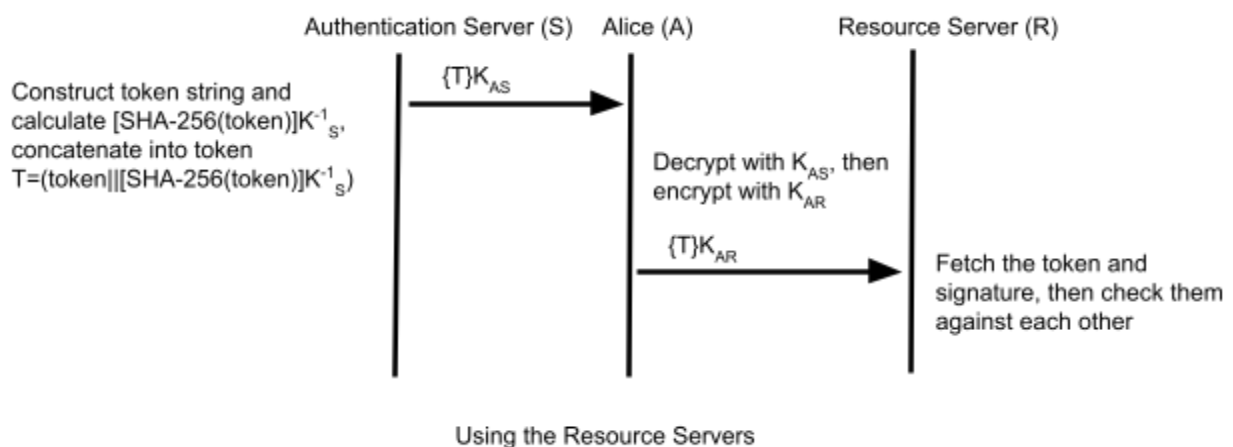 Authentication Server (S) Alice (A) Resource Server (R)
{T}K_AS
Construct token string and
calculate [SHA-256(token)]K⁻¹_S,
concatenate into token
T=(token||[SHA-256(token)]K⁻¹_S)
Decrypt with K_AS, then
encrypt with K_AR
{T}K_AR
Fetch the token and
signature, then check them
against each other
Using the Resource Servers